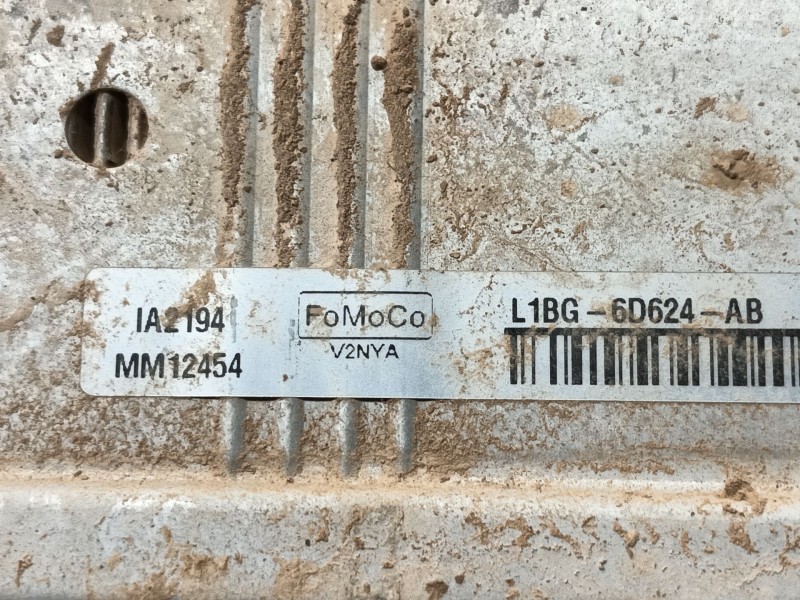 IA2194
MM12454
FoMoCo
V2NYA
L1BG-6D624-AB